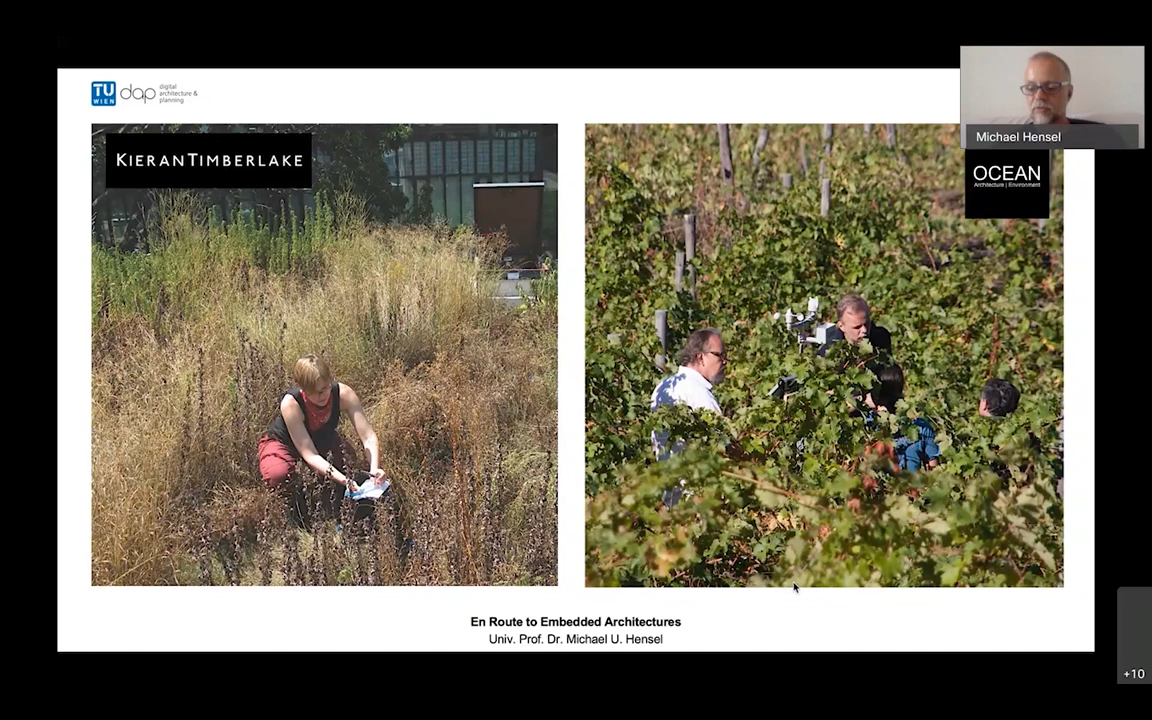 TU
WIEN
dap
digital
architecture &
planning
KIERANTIMBERLAKE
Michael Hensel
OCEAN
Architecture | Environment
En Route to Embedded Architectures
Univ. Prof. Dr. Michael U. Hensel
+10